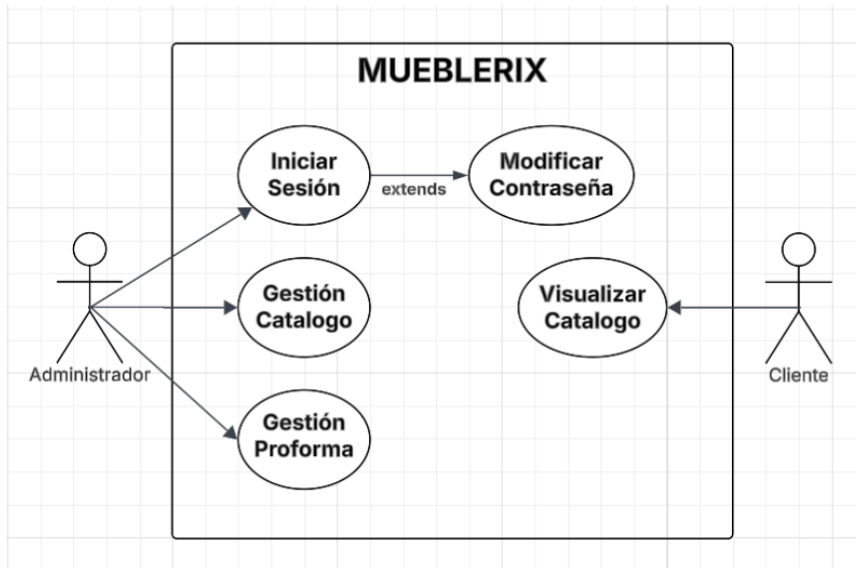 MUEBLERIX
Iniciar
Sesión
extends
Modificar
Contraseña
Gestión
Catalogo
Visualizar
Catalogo
Administrador
Cliente
Gestión
Proforma